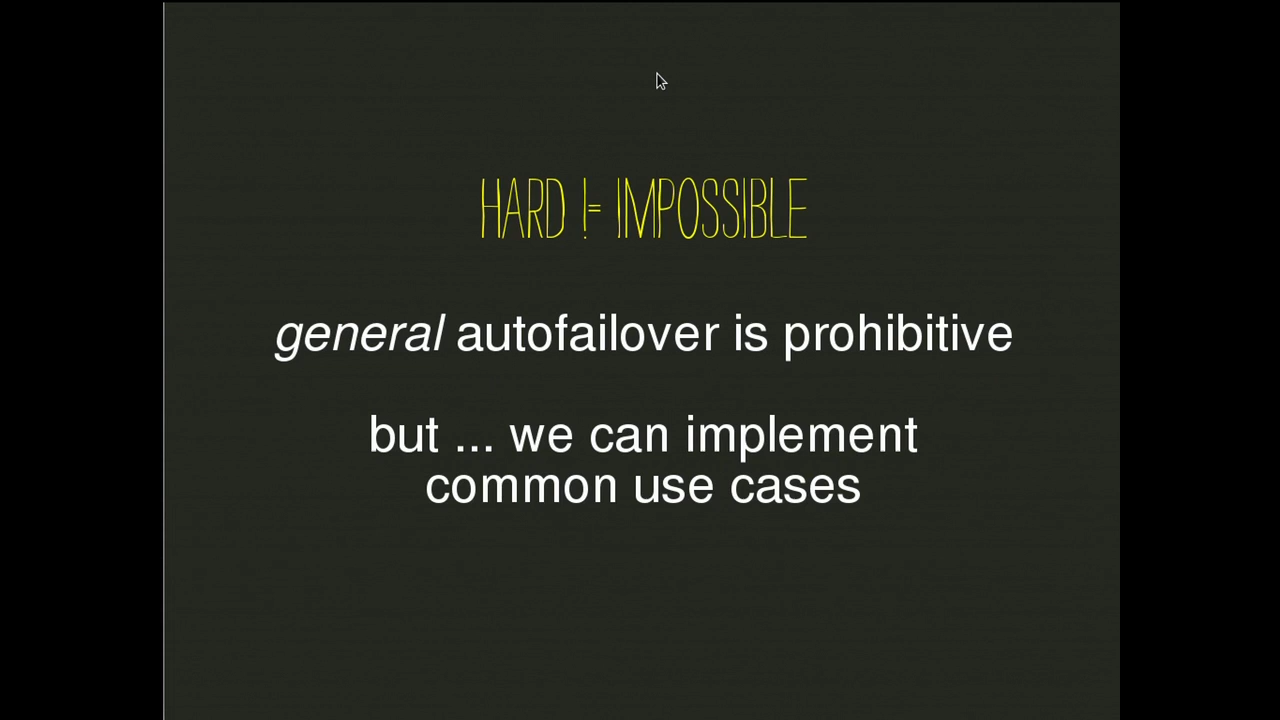 HARD != IMPOSSIBLE
general autofailover is prohibitive
but ... we can implement
common use cases